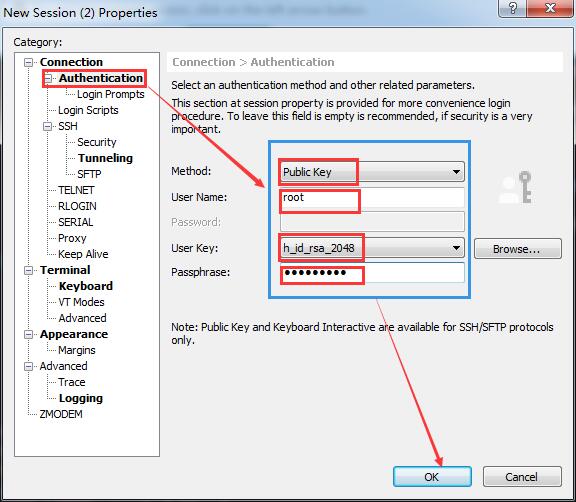 New Session (2) Properties
Category:
Connection
Authentication
Login Prompts
Login Scripts
SSH
Security
Tunneling
SFTP
TELNET
RLOGIN
SERIAL
Proxy
Keep Alive
Terminal
Keyboard
VT Modes
Advanced
Appearance
Margins
Advanced
Trace
Logging
ZMODEM
Connection > Authentication
Select an authentication method and other related parameters.
This section at session property is provided for more convenience login
procedure. To leave this field is empty is recommended, if security is a very
important.
Method:
Public Key
User Name:
root
Password:
User Key:
h_id_rsa_2048
Browse...
Passphrase:
•••••••••
Note: Public Key and Keyboard Interactive are available for SSH/SFTP protocols
only.
OK
Cancel